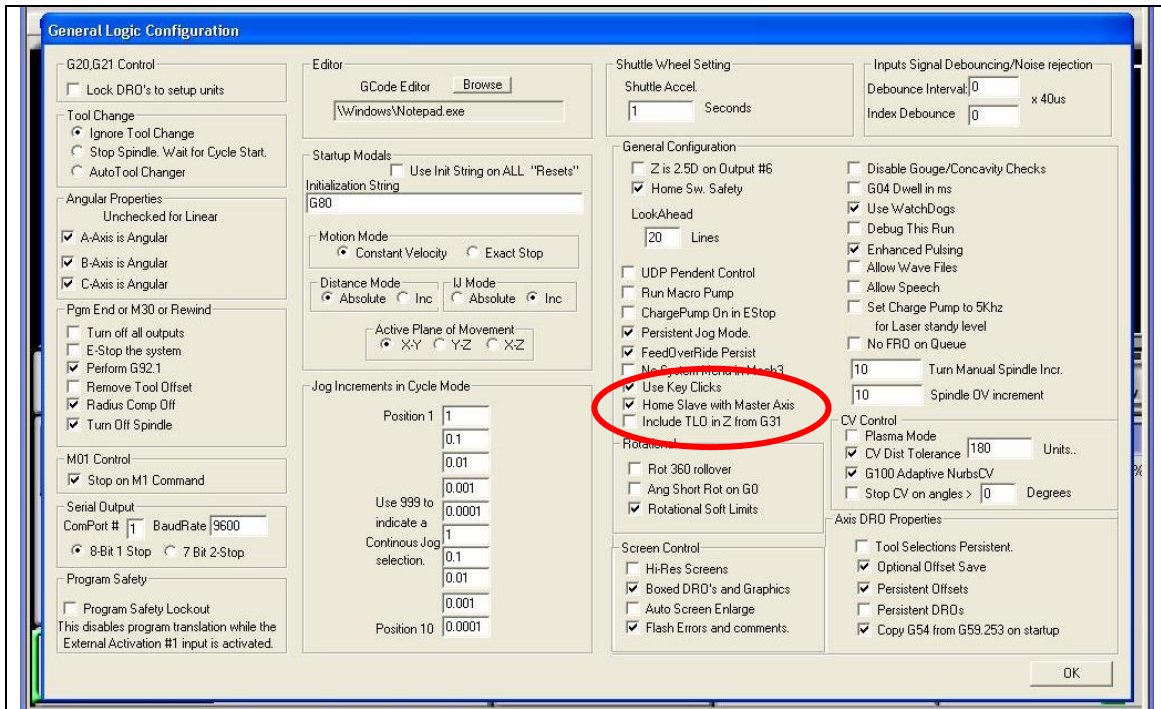 General Logic Configuration
G20,G21 Control
Lock DRO's to setup units
Tool Change
Ignore Tool Change
Stop Spindle. Wait for Cycle Start.
AutoTool Changer
Angular Properties
Unchecked for Linear
A-Axis is Angular
B-Axis is Angular
C-Axis is Angular
Pgm End or M30 or Rewind
Turn off all outputs
E-Stop the system
Perform G92.1
Remove Tool Offset
Radius Comp Off
Turn Off Spindle
M01 Control
Stop on M1 Command
Serial Output
ComPort # 1 BaudRate 9600
8-Bit 1 Stop 7 Bit 2-Stop
Program Safety
Program Safety Lockout
This disables program translation while the
External Activation #1 input is activated.
Editor
GCode Editor Browse
\Windows\Notepad.exe
Startup Modals
Use Init String on ALL "Resets"
Initialization String
G80
Motion Mode
Constant Velocity Exact Stop
Distance Mode
Absolute Inc
IJ Mode
Absolute Inc
Active Plane of Movement
X-Y Y-Z X-Z
Jog Increments in Cycle Mode
Position 1 1
0.1
0.01
0.001
Use 999 to
indicate a
Continous Jog
selection.
0.0001
1
0.1
0.01
0.001
Position 10 0.0001
Shuttle Wheel Setting
Shuttle Accel.
1 Seconds
Inputs Signal Debouncing/Noise rejection
Debounce Interval: 0 x 40us
Index Debounce 0
General Configuration
Z is 2.5D on Output #6
Home Sw. Safety
LookAhead
20 Lines
UDP Pendent Control
Run Macro Pump
ChargePump On in EStop
Persistent Jog Mode.
FeedOverRide Persist
No System Menu in Mach3
Use Key Clicks
Home Slave with Master Axis
Include TLO in Z from G31
Disable Gouge/Concavity Checks
G04 Dwell in ms
Use WatchDogs
Debug This Run
Enhanced Pulsing
Allow Wave Files
Allow Speech
Set Charge Pump to 5Khz
for Laser standy level
No FRO on Queue
10 Turn Manual Spindle Incr.
10 Spindle OV increment
Rotational
Rot 360 rollover
Ang Short Rot on G0
Rotational Soft Limits
Screen Control
Hi-Res Screens
Boxed DRO's and Graphics
Auto Screen Enlarge
Flash Errors and comments.
CV Control
Plasma Mode
CV Dist Tolerance 180 Units..
G100 Adaptive NurbsCV
Stop CV on angles > 0 Degrees
Axis DRO Properties
Tool Selections Persistent.
Optional Offset Save
Persistent Offsets
Persistent DROs
Copy G54 from G59.253 on startup
OK